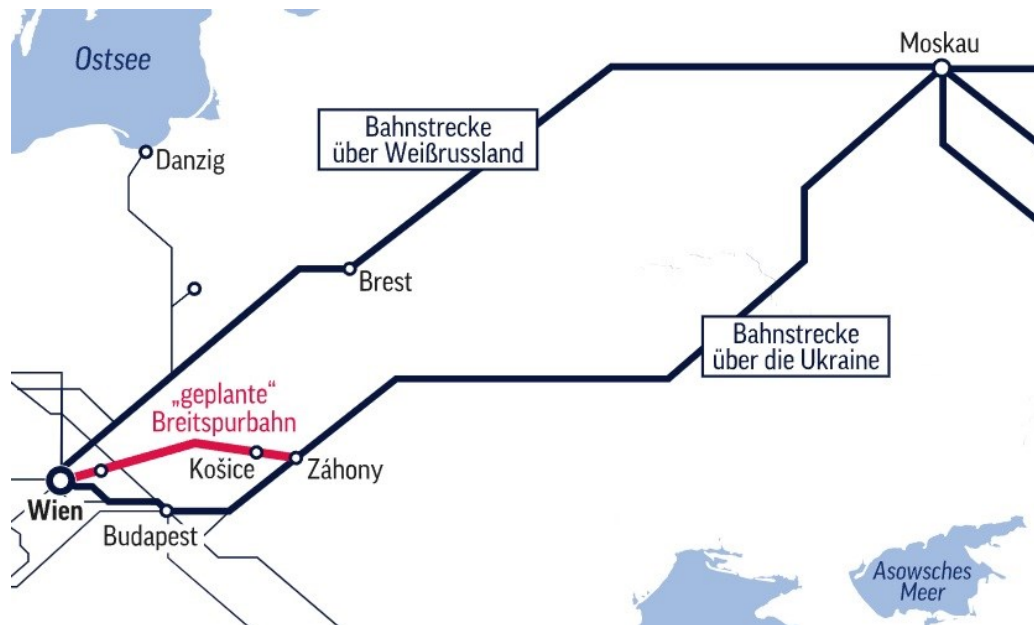 Ostsee
Moskau
Bahnstrecke
über Weißrussland
Danzig
Brest
Bahnstrecke
über die Ukraine
„geplante“
Breitspurbahn
Košice
Záhony
Wien
Budapest
Asowsches
Meer